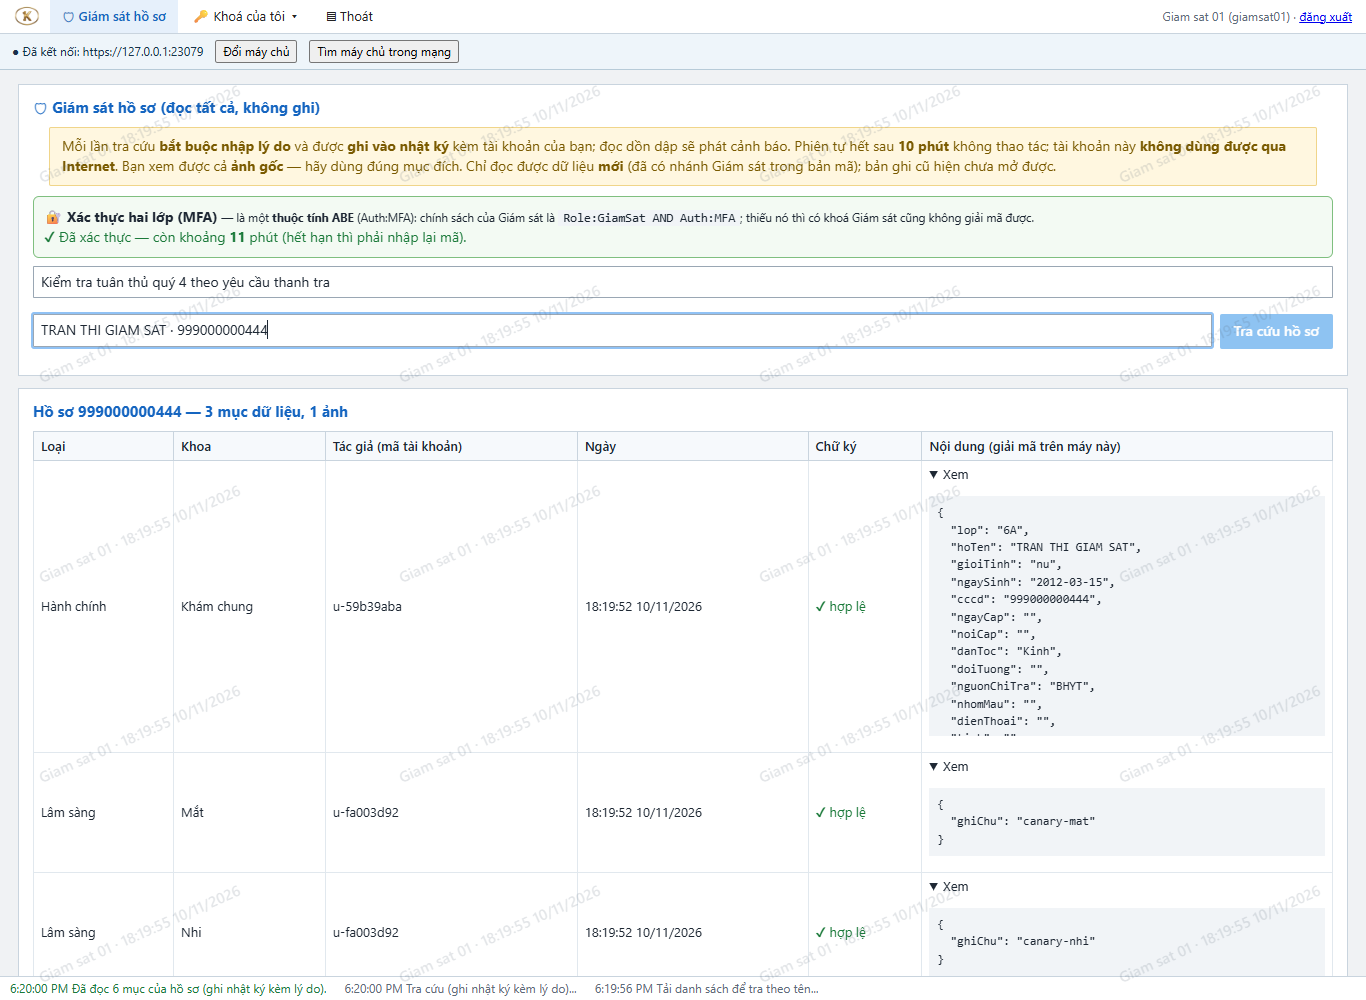 K Giám sát hồ sơ Khoá của tôi Thoát Giam sat 01 (giamsat01) · đăng xuất
● Đã kết nối: https://127.0.0.1:23079 Đổi máy chủ Tìm máy chủ trong mạng
Giám sát hồ sơ (đọc tất cả, không ghi)
Mỗi lần tra cứu bắt buộc nhập lý do và được ghi vào nhật ký kèm tài khoản của bạn; đọc dồn dập sẽ phát cảnh báo. Phiên tự hết sau 10 phút không thao tác; tài khoản này không dùng được qua
Internet. Bạn xem được cả ảnh gốc — hãy dùng đúng mục đích. Chỉ đọc được dữ liệu mới (đã có nhánh Giám sát trong bản mã); bản ghi cũ hiện chưa mở được.
Xác thực hai lớp (MFA) — là một thuộc tính ABE (Auth:MFA): chính sách của Giám sát là Role:GiamSat AND Auth:MFA ; thiếu nó thì có khoá Giám sát cũng không giải mã được.
✓ Đã xác thực — còn khoảng 11 phút (hết hạn thì phải nhập lại mã).
Kiểm tra tuân thủ quý 4 theo yêu cầu thanh tra
TRAN THI GIAM SAT · 999000000444 Tra cứu hồ sơ
Hồ sơ 999000000444 — 3 mục dữ liệu, 1 ảnh
Loại Khoa Tác giả (mã tài khoản) Ngày Chữ ký Nội dung (giải mã trên máy này)
▼ Xem
{
"lop": "6A",
"hoTen": "TRAN THI GIAM SAT",
"gioiTinh": "nu",
"ngaySinh": "2012-03-15",
Hành chính Khám chung u-59b39aba 18:19:52 10/11/2026 ✓ hợp lệ "cccd": "999000000444",
"ngayCap": "",
"noiCap": "",
"danToc": "Kinh",
"doiTuong": "",
"nguonChiTra": "BHYT",
"nhomMau": "",
"dienThoai": "",
▼ Xem
{
Lâm sàng Mắt u-fa003d92 18:19:52 10/11/2026 ✓ hợp lệ "ghiChu": "canary-mat"
}
▼ Xem
{
Lâm sàng Nhi u-fa003d92 18:19:52 10/11/2026 ✓ hợp lệ "ghiChu": "canary-nhi"
}
6:20:00 PM Đã đọc 6 mục của hồ sơ (ghi nhật ký kèm lý do). 6:20:00 PM Tra cứu (ghi nhật ký kèm lý do)... 6:19:56 PM Tải danh sách để tra theo tên...
Giam sat 01 · 18:19:55 10/11/2026